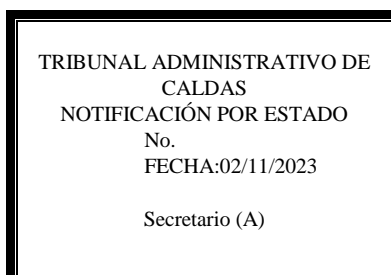 TRIBUNAL ADMINISTRATIVO DE
CALDAS
NOTIFICACIÓN POR ESTADO
No.
FECHA:02/11/2023
Secretario (A)